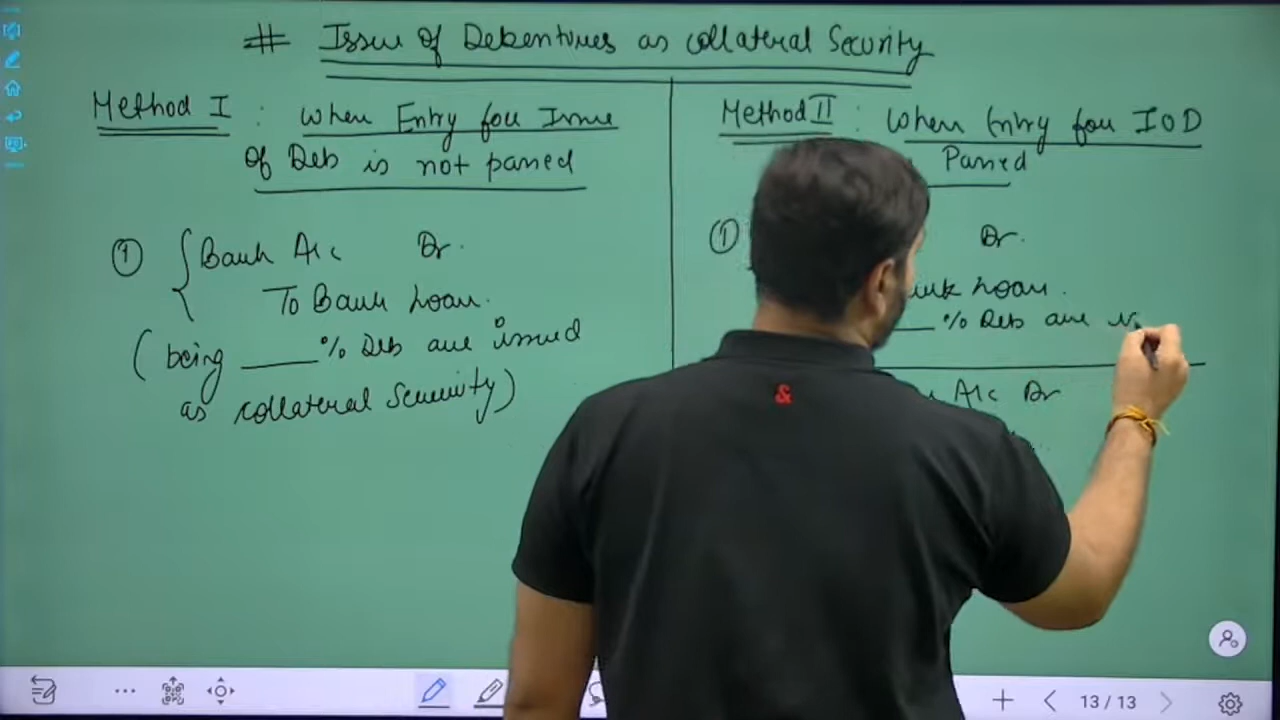 # Issue of Debentures as collateral Security
Method I : When Entry for Issue
of Deb is not passed
① Bank A/c Dr.
To Bank Loan.
(being ____% Deb are issued
as collateral Security)
Method II : When Entry for IOD
Passed
① Dr.
Loan.
____% Deb are
A/c Dr
&
13/13